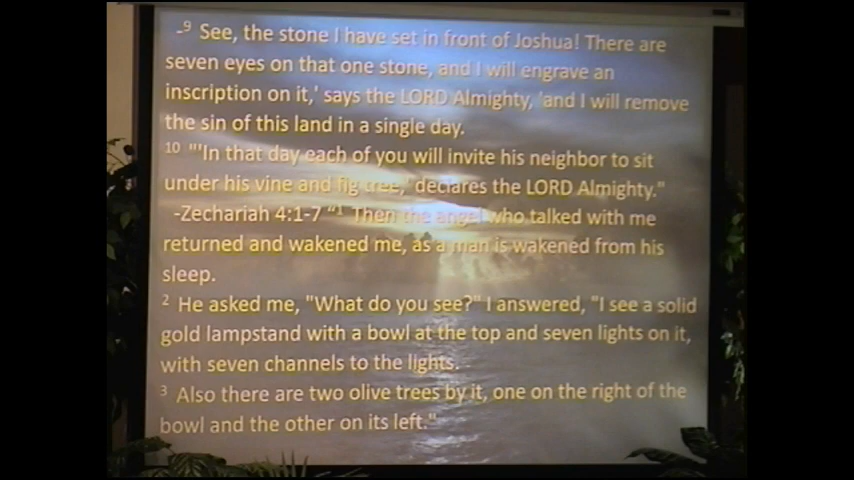 -9 See, the stone I have set in front of Joshua! There are
seven eyes on that one stone, and I will engrave an
inscription on it,' says the LORD Almighty, 'and I will remove
the sin of this land in a single day.
10 "'In that day each of you will invite his neighbor to sit
under his vine and fig tree,' declares the LORD Almighty."
-Zechariah 4:1-7 "1 Then the angel who talked with me
returned and wakened me, as a man is wakened from his
sleep.
2 He asked me, "What do you see?" I answered, "I see a solid
gold lampstand with a bowl at the top and seven lights on it,
with seven channels to the lights.
3 Also there are two olive trees by it, one on the right of the
bowl and the other on its left."